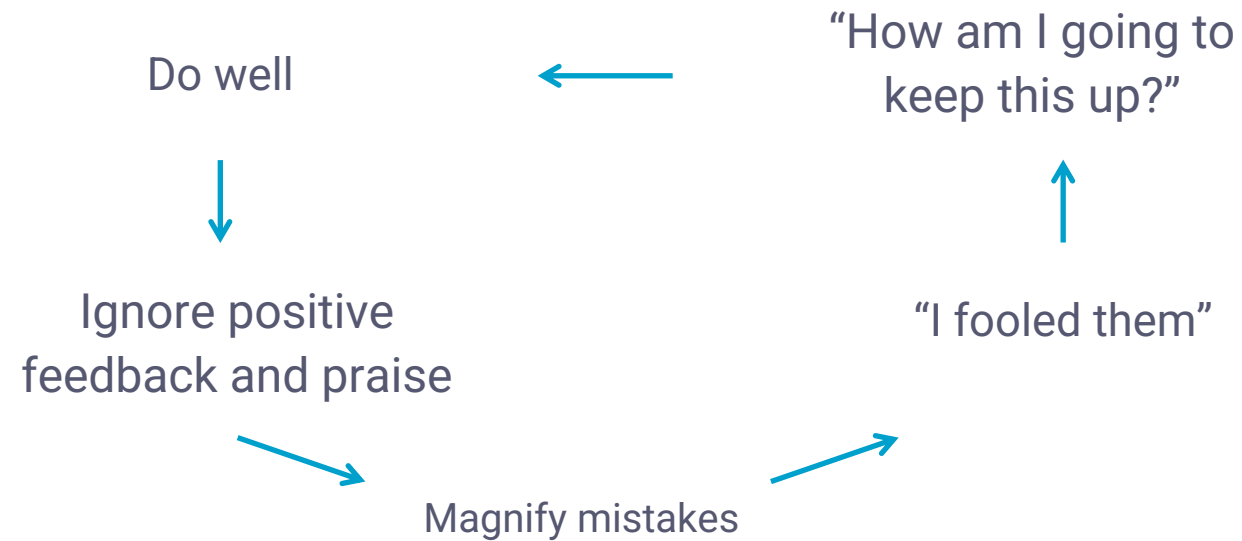 Do well
“How am I going to
keep this up?”
Ignore positive
feedback and praise
“I fooled them”
Magnify mistakes